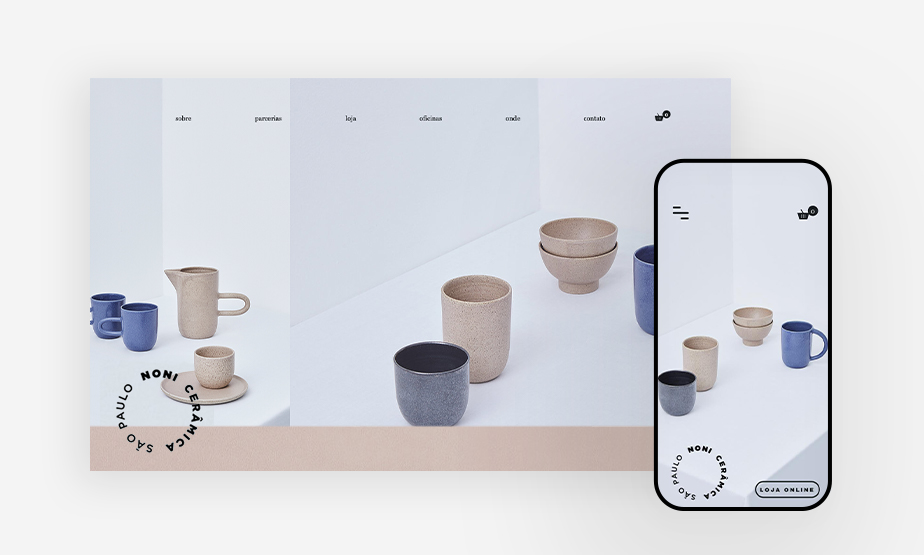 sobre parcerias loja oficinas onde contato 0
NONI CERÂMICA SÃO PAULO
0
NONI CERÂMICA SÃO PAULO
LOJA ONLINE